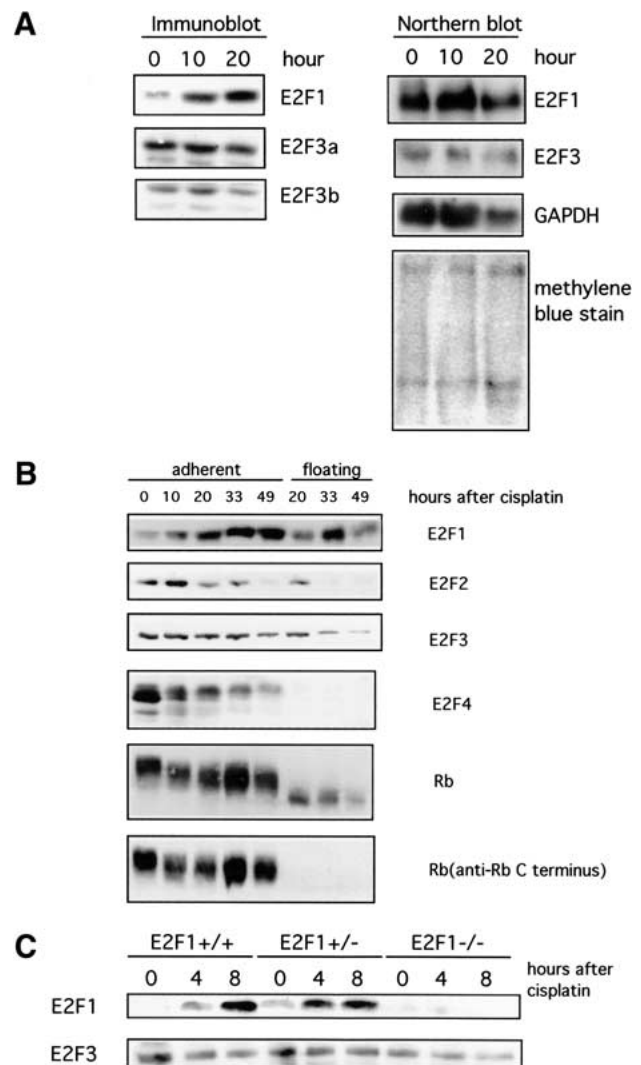 A
Immunoblot
0 10 20 hour
E2F1
E2F3a
E2F3b
Northern blot
0 10 20 hour
E2F1
E2F3
GAPDH
methylene
blue stain
B
adherent floating
0 10 20 33 49 20 33 49 hours after cisplatin
E2F1
E2F2
E2F3
E2F4
Rb
Rb(anti-Rb C terminus)
C
E2F1+/+ E2F1+/- E2F1-/-
0 4 8 0 4 8 0 4 8 hours after
cisplatin
E2F1
E2F3